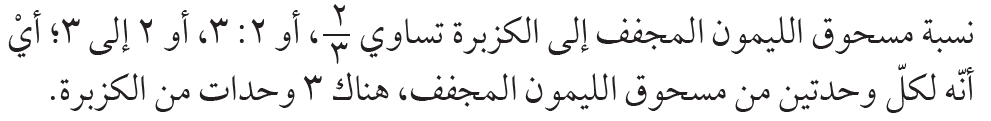 نسبة مسحوق الليمون المجفف إلى الكزبرة تساوي ٢/٣، أو ٢ : ٣، أو ٢ إلى ٣؛ أيْ
أنّه لكلّ وحدتين من مسحوق الليمون المجفف، هناك ٣ وحدات من الكزبرة.